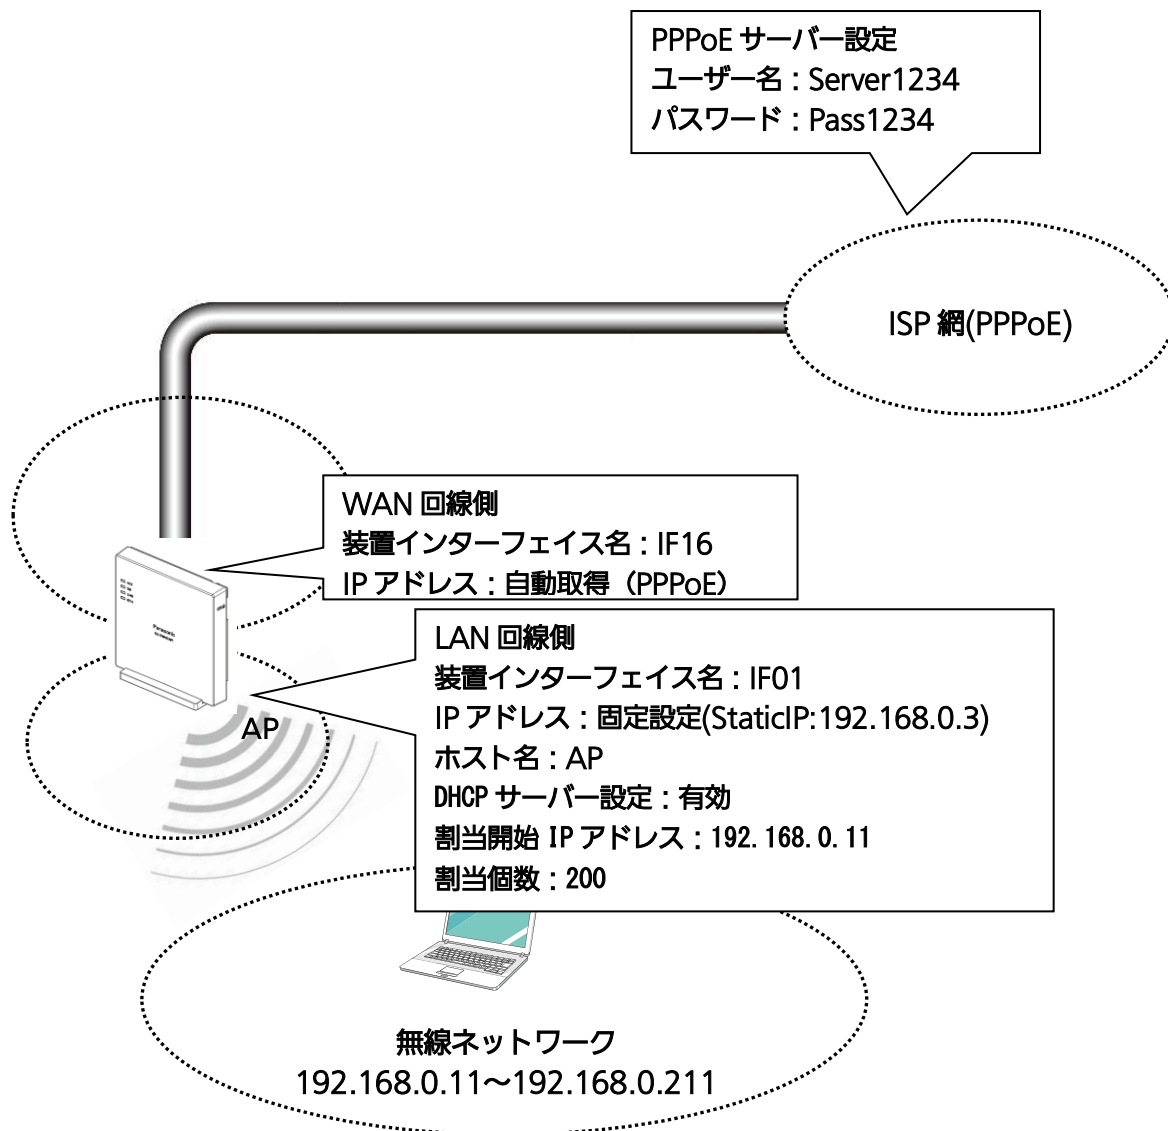 PPPoE サーバー設定
ユーザー名：Server1234
パスワード：Pass1234
ISP 網(PPPoE)
WAN 回線側
装置インターフェイス名：IF16
IP アドレス：自動取得（PPPoE）
Panasonic
LAN 回線側
装置インターフェイス名：IF01
IP アドレス：固定設定(StaticIP:192.168.0.3)
ホスト名：AP
DHCP サーバー設定：有効
割当開始 IP アドレス：192.168.0.11
割当個数：200
AP
無線ネットワーク
192.168.0.11～192.168.0.211